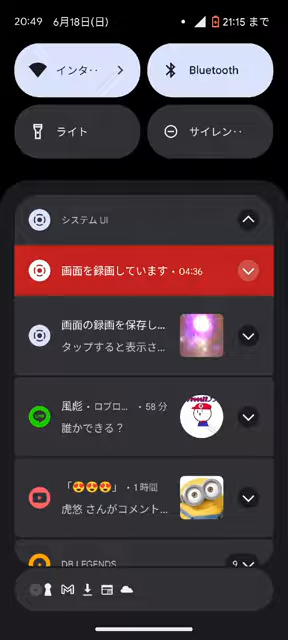 20:49 6月18日(日) 21:15 まで
インタ‥ Bluetooth
ライト サイレン‥
システム UI
画面を録画しています • 04:36
画面の録画を保存し...
タップすると表示さ...
風彪 • ロブロ... • 58 分
誰かできる？
「😍😍😍」 • 1 時間
虎悠 さんがコメント...
DB LEGENDS 9